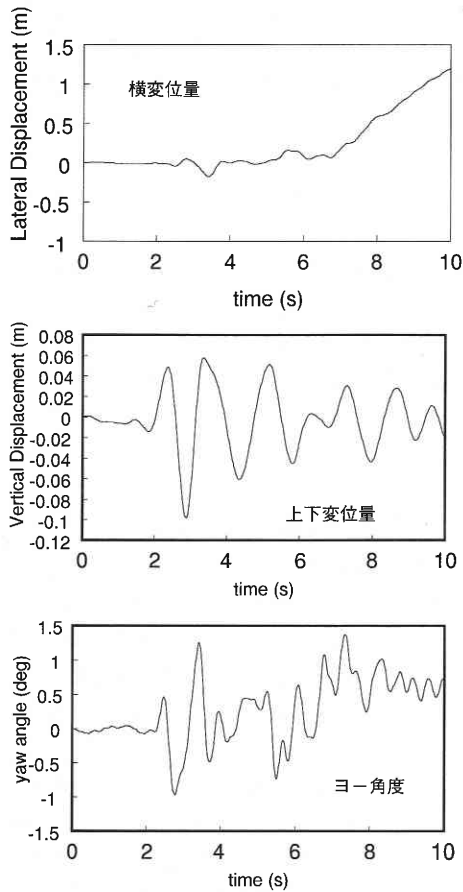 Lateral Displacement (m)
1.5
1
0.5
0
-0.5
-1
横変位量
0 2 4 6 8 10
time (s)
Vertical Displacement (m)
0.08
0.06
0.04
0.02
0
-0.02
-0.04
-0.06
-0.08
-0.1
-0.12
上下変位量
0 2 4 6 8 10
time (s)
yaw angle (deg)
1.5
1
0.5
0
-0.5
-1
-1.5
ヨー角度
0 2 4 6 8 10
time (s)